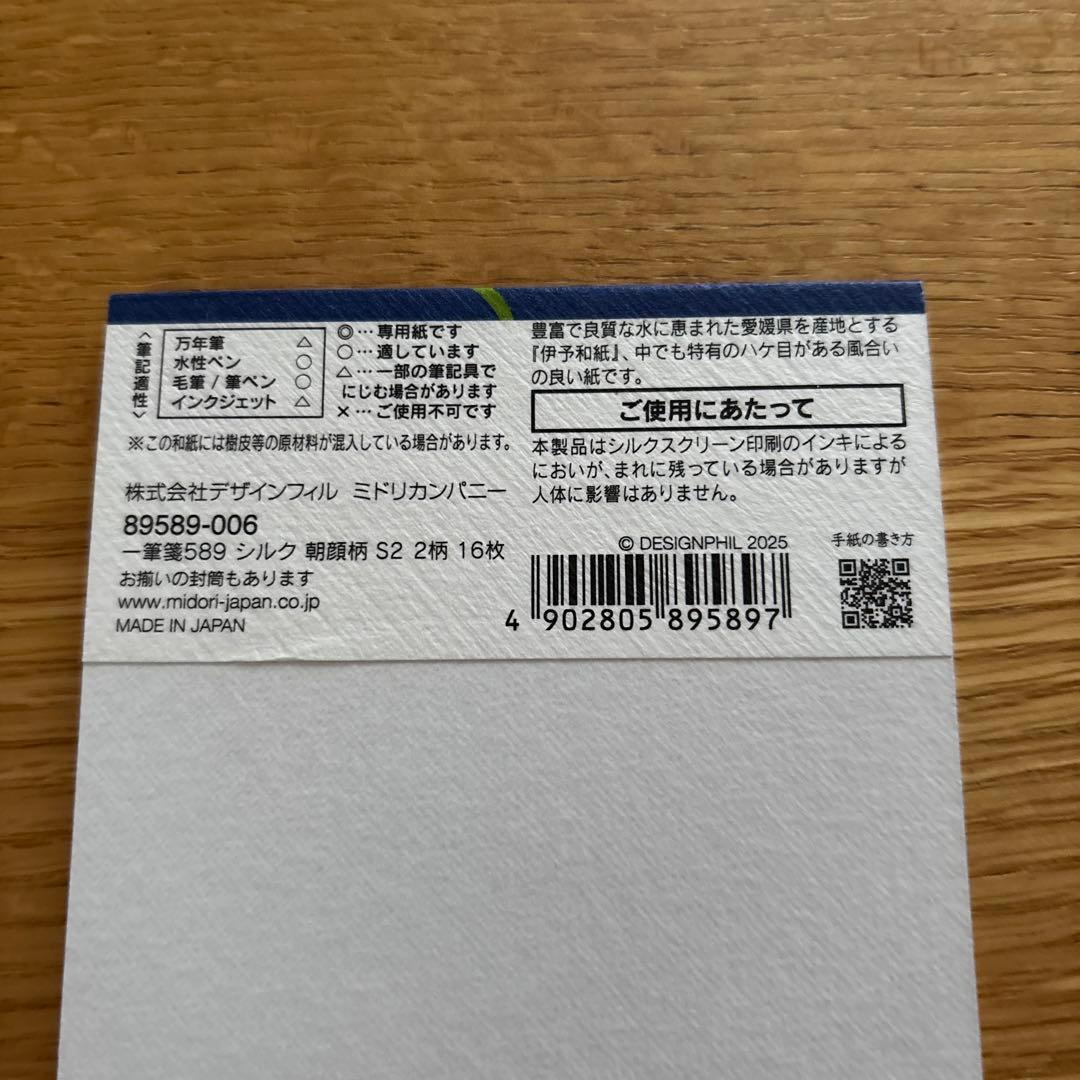 <筆記適性>
万年筆 △
水性ペン ○
毛筆 / 筆ペン ○
インクジェット △
◎… 専用紙です
○… 適しています
△… 一部の筆記具で
にじむ場合があります
×… ご使用不可です
※この和紙には樹皮等の原材料が混入している場合があります。
株式会社デザインフィル ミドリカンパニー
89589-006
一筆箋589 シルク 朝顔柄 S2 2柄 16枚
お揃いの封筒もあります
www.midori-japan.co.jp
MADE IN JAPAN
豊富で良質な水に恵まれた愛媛県を産地とする
『伊予和紙』、中でも特有のハケ目がある風合い
の良い紙です。
ご使用にあたって
本製品はシルクスクリーン印刷のインキによる
においが、まれに残っている場合がありますが
人体に影響はありません。
© DESIGNPHIL 2025
4 902805 895897
手紙の書き方